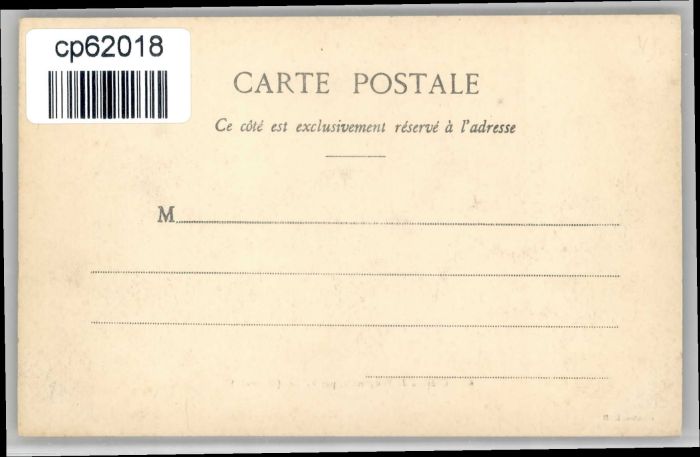 cp62018
CARTE POSTALE
Ce côté est exclusivement réservé à l'adresse
M